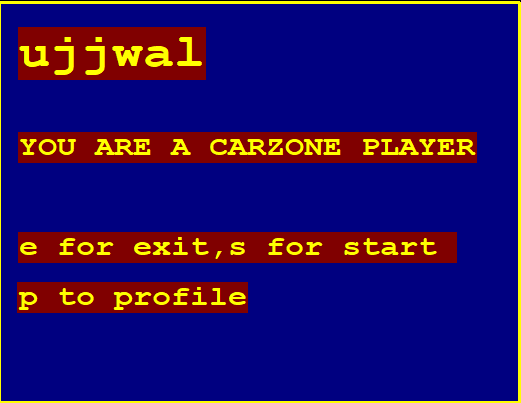 ujjwal
YOU ARE A CARZONE PLAYER
e for exit,s for start
p to profile